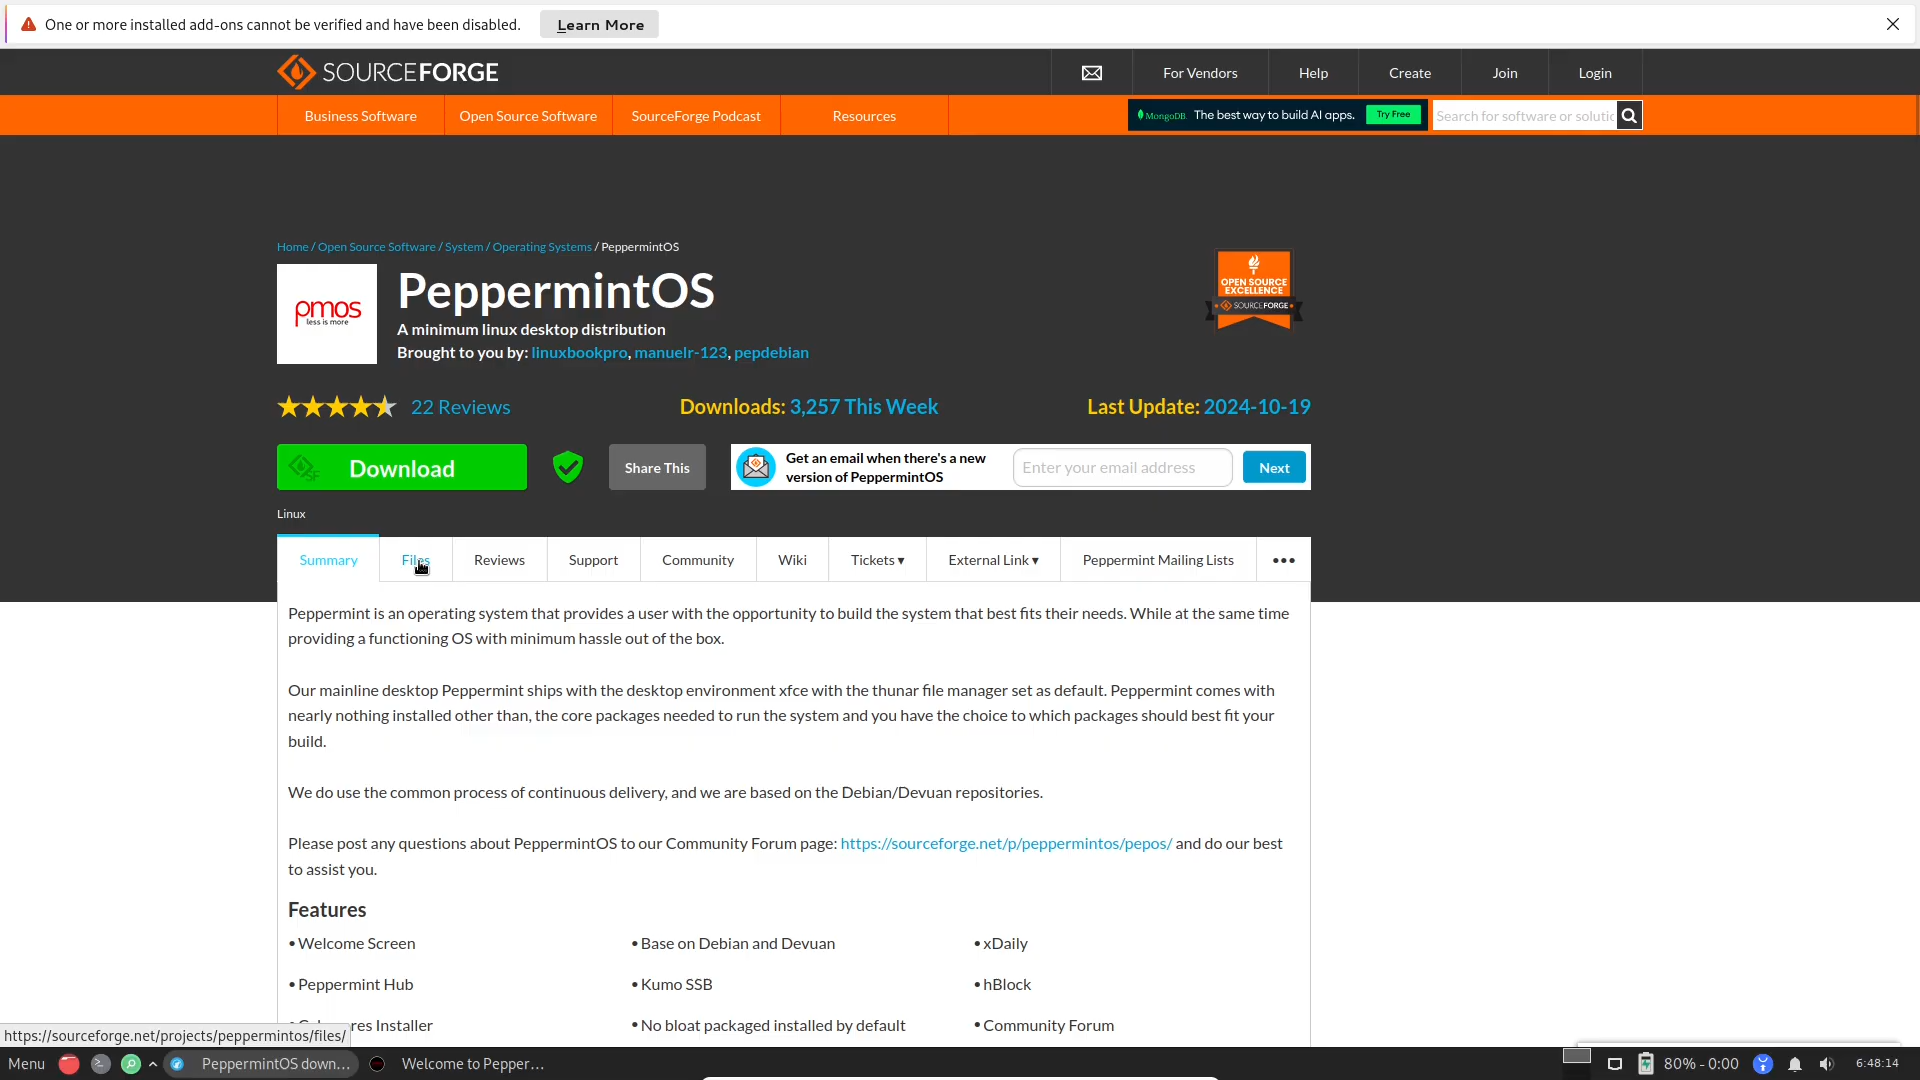 One or more installed add-ons cannot be verified and have been disabled. Learn More
SOURCEFORGE
For Vendors Help Create Join Login
Business Software Open Source Software SourceForge Podcast Resources
MongoDB. The best way to build AI apps. Try Free
Search for software or soluti
Home / Open Source Software / System / Operating Systems / PeppermintOS
pmos
less is more
PeppermintOS
A minimum linux desktop distribution
Brought to you by: linuxbookpro, manuelr-123, pepdebian
OPEN SOURCE
EXCELLENCE
SOURCEFORGE
22 Reviews
Downloads: 3,257 This Week
Last Update: 2024-10-19
SF
Download
Share This
Get an email when there's a new
version of PeppermintOS
Enter your email address
Next
Linux
Summary Files Reviews Support Community Wiki Tickets ▾ External Link ▾ Peppermint Mailing Lists •••
Peppermint is an operating system that provides a user with the opportunity to build the system that best fits their needs. While at the same time
providing a functioning OS with minimum hassle out of the box.
Our mainline desktop Peppermint ships with the desktop environment xfce with the thunar file manager set as default. Peppermint comes with
nearly nothing installed other than, the core packages needed to run the system and you have the choice to which packages should best fit your
build.
We do use the common process of continuous delivery, and we are based on the Debian/Devuan repositories.
Please post any questions about PeppermintOS to our Community Forum page: https://sourceforge.net/p/peppermintos/pepos/ and do our best
to assist you.
Features
• Welcome Screen • Base on Debian and Devuan • xDaily
• Peppermint Hub • Kumo SSB • hBlock
Installer • No bloat packaged installed by default • Community Forum
https://sourceforge.net/projects/peppermintos/files/
Menu PeppermintOS down... Welcome to Pepper... 80% - 0:00 6:48:14